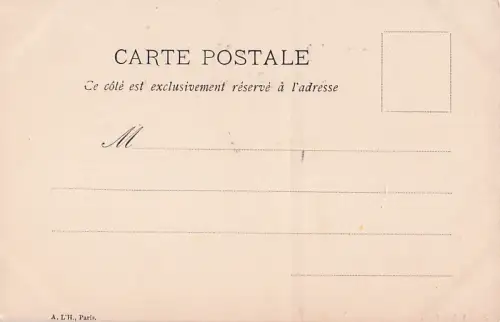 CARTE POSTALE
Ce côté est exclusivement réservé à l'adresse
M
A. L'H., Paris.